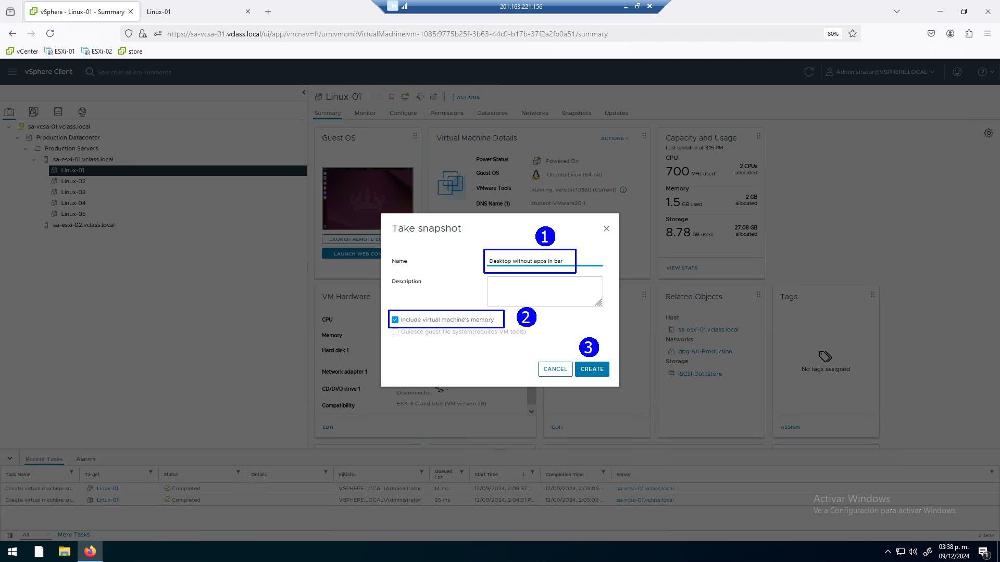 vSphere - Linux-01 - Summary
Linux-01
201.163.221.156
https://sa-vcsa-01.vclass.local/ui/app/vm;nav=h/urn:vmomi:VirtualMachine:vm-1085:9775b25f-3b63-44c0-b17b-37f2a2fb0a51/summary
80%
vCenter
ESXi-01
ESXi-02
store
vSphere Client
Search in all environments
Administrator@VSPHERE.LOCAL
sa-vcsa-01.vclass.local
Production Datacenter
Production Servers
sa-esxi-01.vclass.local
Linux-01
Linux-02
Linux-03
Linux-04
Linux-05
sa-esxi-02.vclass.local
Linux-01
ACTIONS
Summary
Monitor
Configure
Permissions
Datastores
Networks
Snapshots
Updates
Guest OS
LAUNCH REMOTE CO
LAUNCH WEB CON
Virtual Machine Details
ACTIONS
Power Status
Powered On
Guest OS
Ubuntu Linux (64-bit)
VMware Tools
Running, version:10360 (Current)
DNS Name (1)
student-VMware20-1
Capacity and Usage
Last updated at 3:15 PM
CPU
700 MHz used
2 CPUs
allocated
Memory
1.5 GB used
2 GB
allocated
Storage
8.78 GB used
27.08 GB
allocated
VIEW STATS
Take snapshot
1
Name
Desktop without apps in bar
Description
Include virtual machine's memory
2
Quiesce guest file system(requires VM tools)
3
CANCEL
CREATE
VM Hardware
CPU
Memory
Hard disk 1
Network adapter 1
CD/DVD drive 1
Disconnected
Compatibility
ESXi 8.0 and later (VM version 20)
EDIT
EDIT
Related Objects
Host
sa-esxi-01.vclass.local
Networks
dpg-SA-Production
Storage
iSCSI-Datastore
Tags
No tags assigned
ASSIGN
Recent Tasks
Alarms
Task Name
Target
Status
Details
Initiator
Queued For
Start Time
Completion Time
Server
Create virtual machine sn... Linux-01 Completed VSPHERE.LOCAL\Administrator 14 ms 12/09/2024, 2:08:37 ... 12/09/2024, 2:09:09 ... sa-vcsa-01.vclass.local
Create virtual machine sn... Linux-01 Completed VSPHERE.LOCAL\Administrator 25 ms 12/09/2024, 2:04:31 P... 12/09/2024, 2:05:09 ... sa-vcsa-01.vclass.local
Activar Windows
Ve a Configuración para activar Windows.
All
More Tasks
2 items
03:38 p. m.
09/12/2024
1